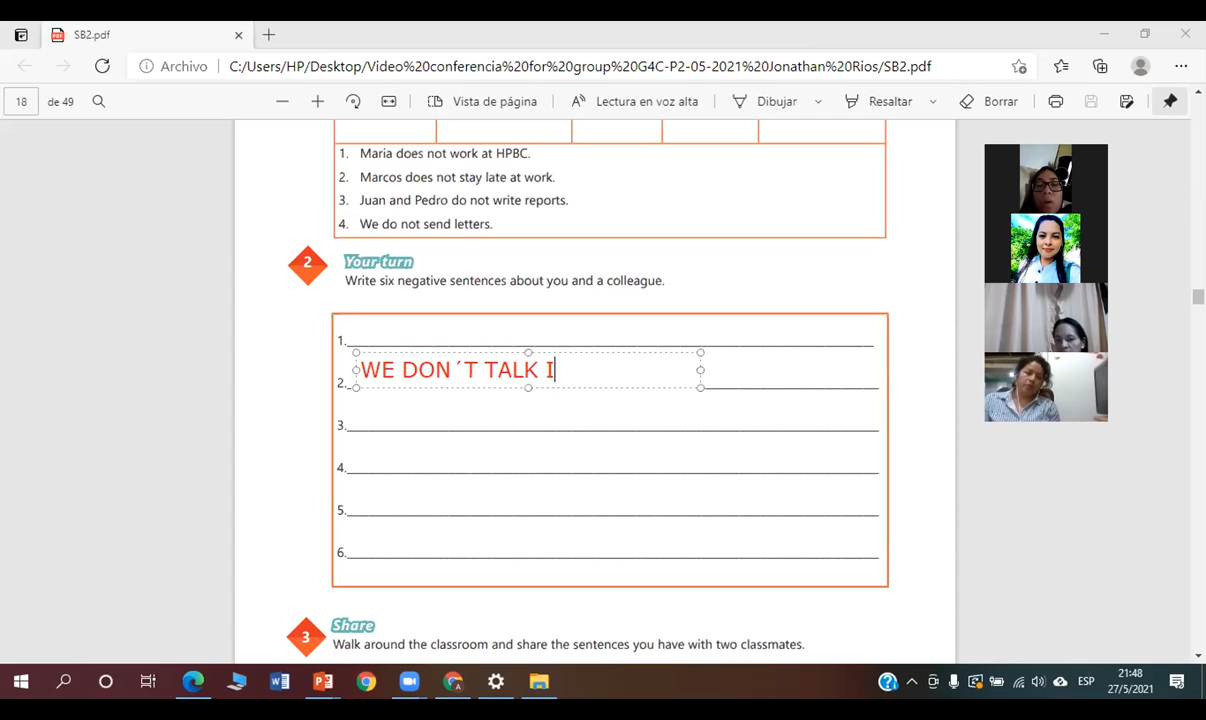 SB2.pdf
Archivo C:/Users/HP/Desktop/Video%20conferencia%20for%20group%20G4C-P2-05-2021%20Jonathan%20Rios/SB2.pdf
18 de 49 Vista de página Lectura en voz alta Dibujar Resaltar Borrar
1. Maria does not work at HPBC.
2. Marcos does not stay late at work.
3. Juan and Pedro do not write reports.
4. We do not send letters.
2 Your turn
Write six negative sentences about you and a colleague.
1.
WE DON´T TALK I
2.
3.
4.
5.
6.
3 Share
Walk around the classroom and share the sentences you have with two classmates.
ESP 21:48
27/5/2021